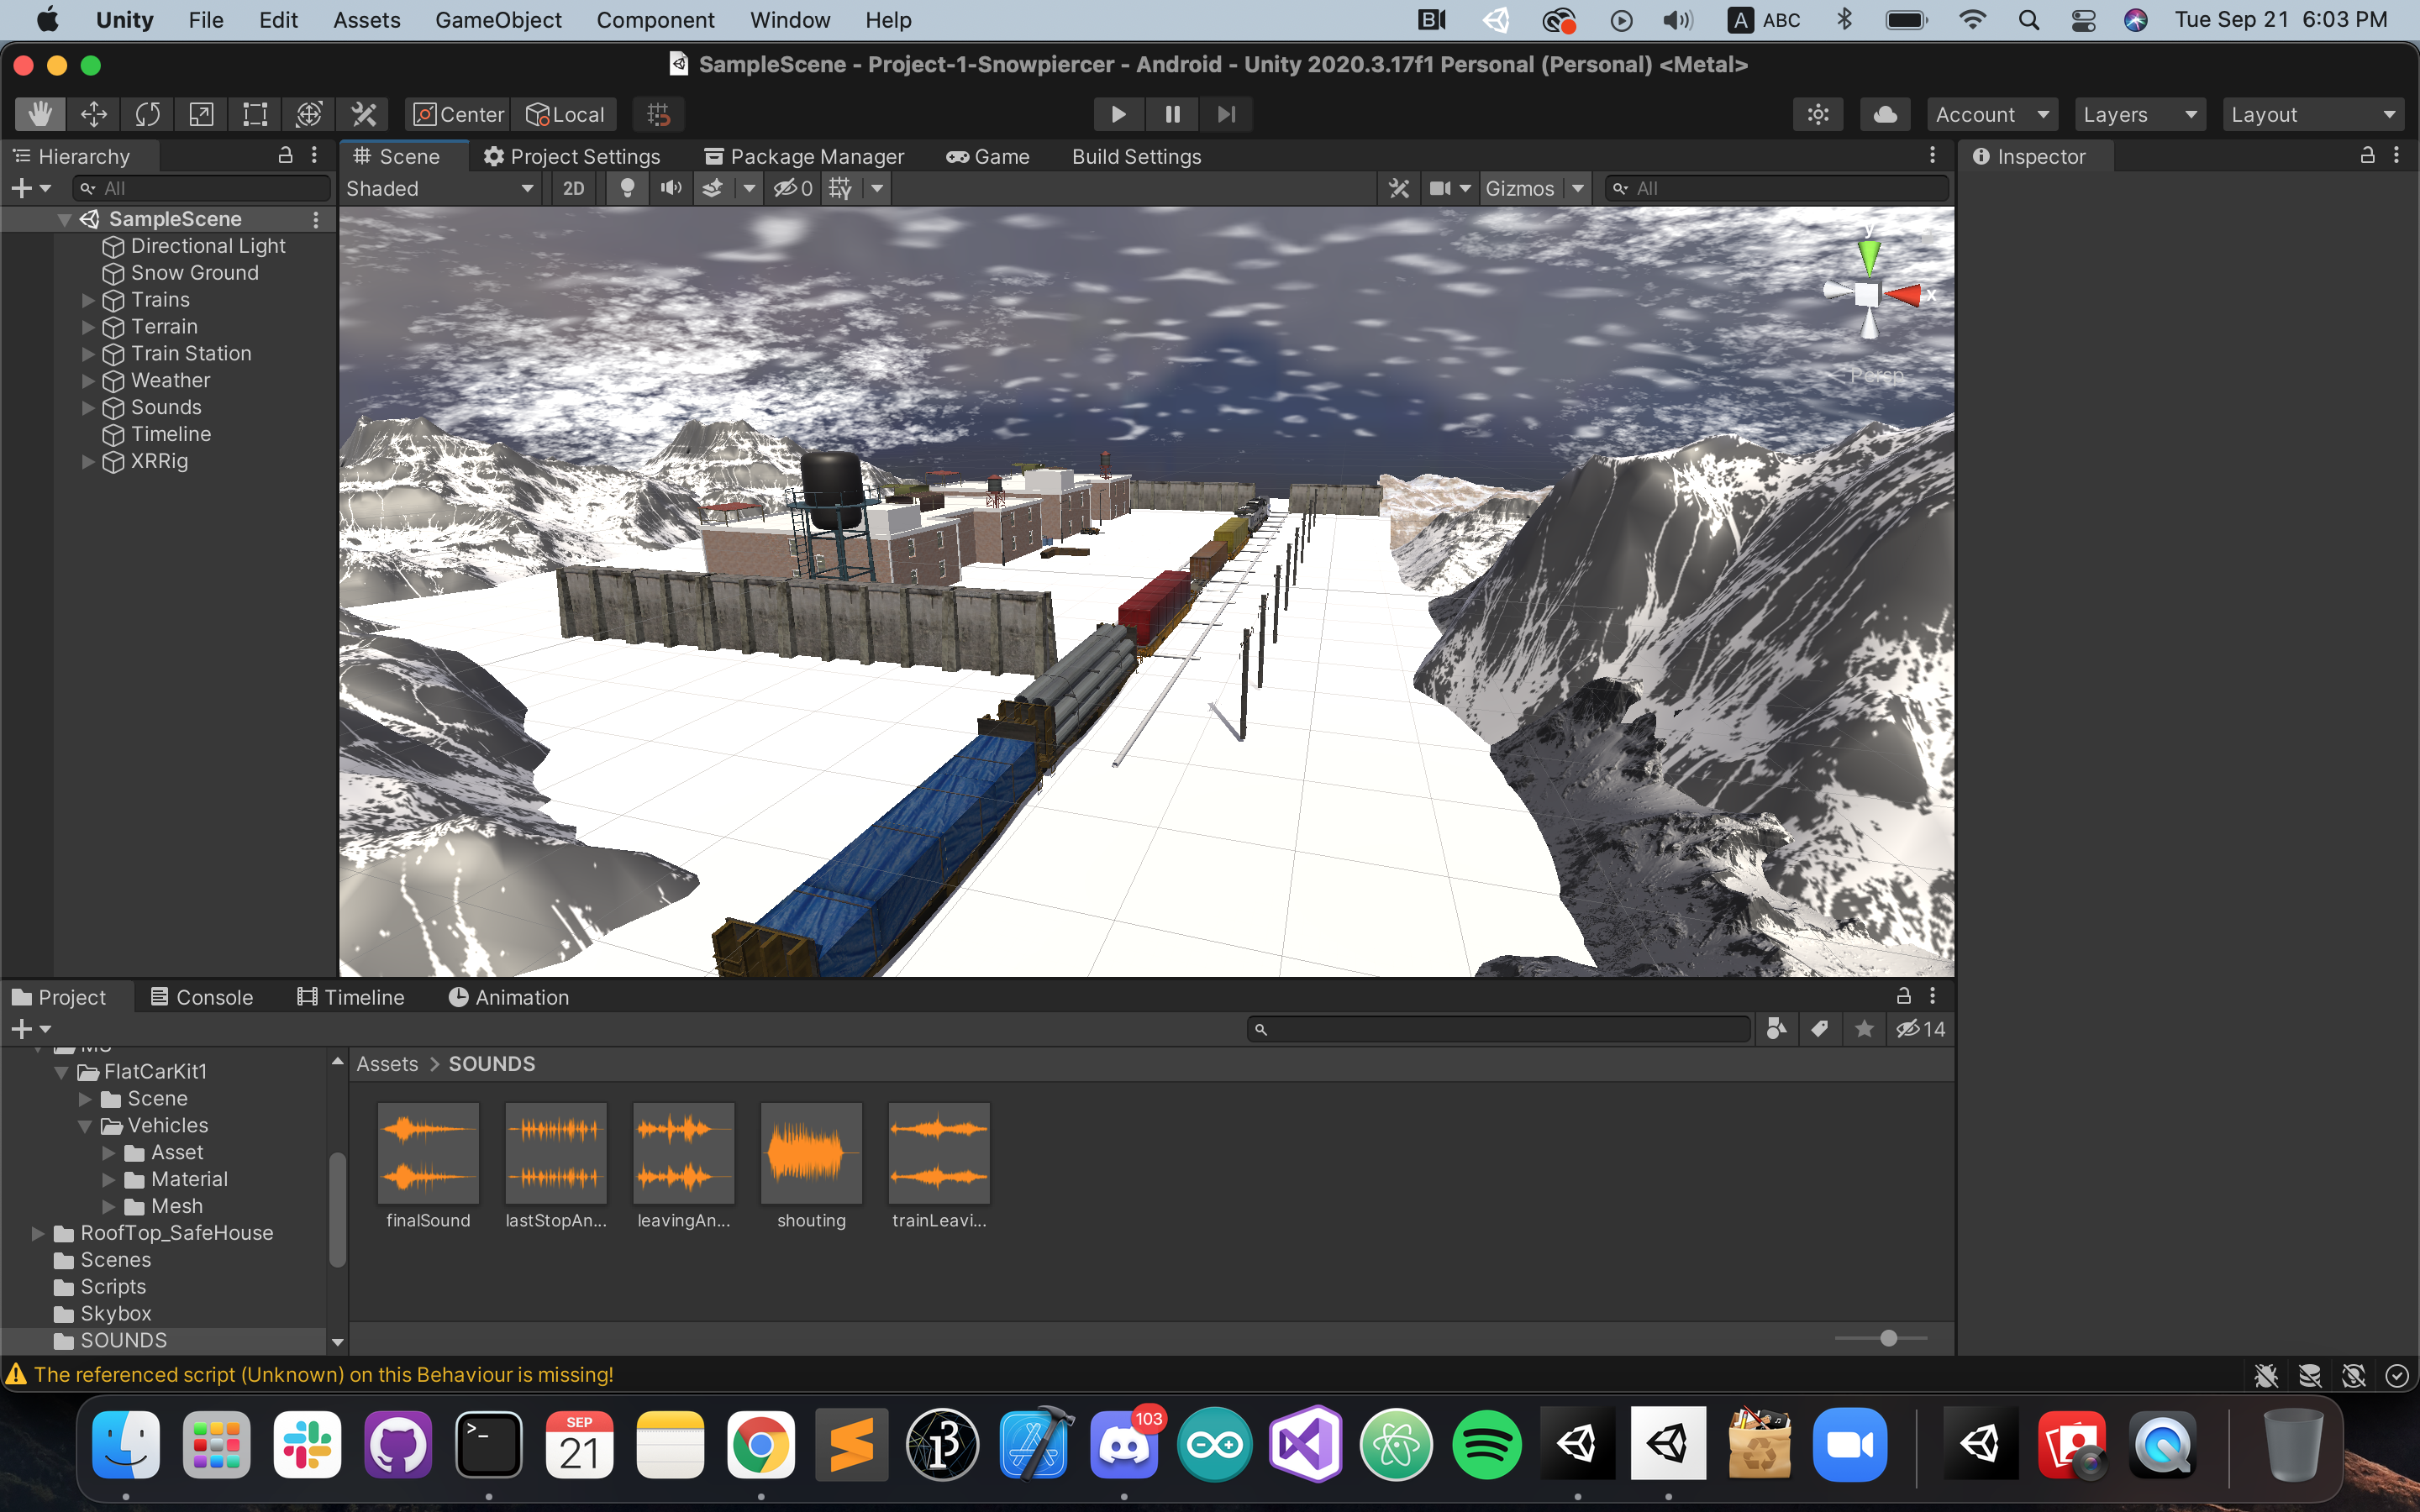 Unity File Edit Assets GameObject Component Window Help A ABC Tue Sep 21 6:03 PM
SampleScene - Project-1-Snowpiercer - Android - Unity 2020.3.17f1 Personal (Personal) <Metal>
Center Local Account Layers Layout
Hierarchy Scene Project Settings Package Manager Game Build Settings Inspector
All Shaded 2D 0 Gizmos All
SampleScene
Directional Light
Snow Ground
Trains
Terrain
Train Station
Weather
Sounds
Timeline
XRRig
y
x
Persp
Project Console Timeline Animation
14
FlatCarKit1
Scene
Vehicles
Asset
Material
Mesh
RoofTop_SafeHouse
Scenes
Scripts
Skybox
SOUNDS
Assets > SOUNDS
finalSound lastStopAn... leavingAn... shouting trainLeavi...
The referenced script (Unknown) on this Behaviour is missing!
SEP
21
103